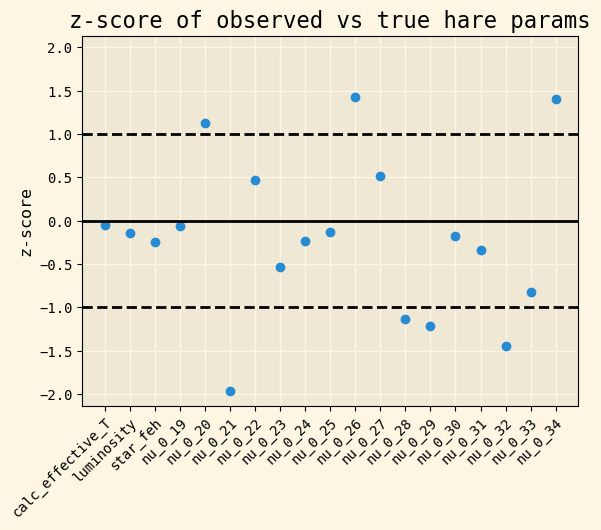 z-score of observed vs true hare params
z-score
2.0
1.5
1.0
0.5
0.0
−0.5
−1.0
−1.5
−2.0
calc_effective_T
luminosity
star_feh
nu_0_19
nu_0_20
nu_0_21
nu_0_22
nu_0_23
nu_0_24
nu_0_25
nu_0_26
nu_0_27
nu_0_28
nu_0_29
nu_0_30
nu_0_31
nu_0_32
nu_0_33
nu_0_34